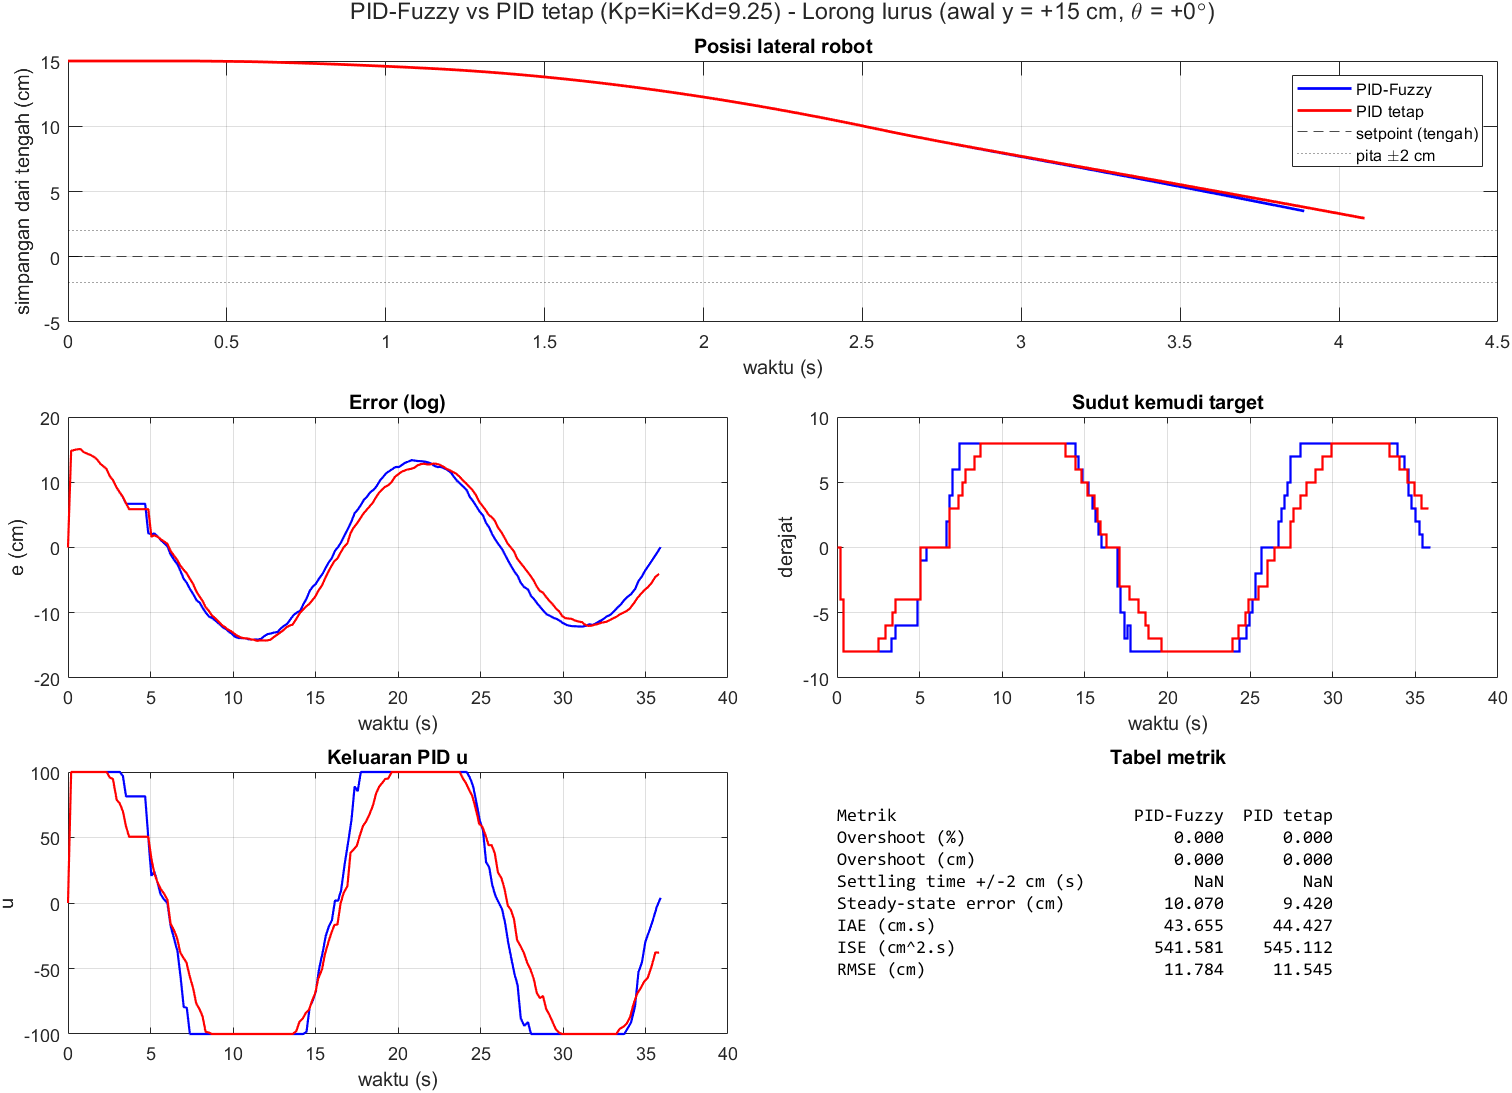 PID-Fuzzy vs PID tetap (Kp=Ki=Kd=9.25) - Lorong lurus (awal y = +15 cm, θ = +0°)
Posisi lateral robot
simpangan dari tengah (cm)
15
10
5
0
-5
PID-Fuzzy
PID tetap
setpoint (tengah)
pita ±2 cm
0 0.5 1 1.5 2 2.5 3 3.5 4 4.5
waktu (s)
Error (log)
e (cm)
20
10
0
-10
-20
0 5 10 15 20 25 30 35 40
waktu (s)
Sudut kemudi target
derajat
10
5
0
-5
-10
0 5 10 15 20 25 30 35 40
waktu (s)
Keluaran PID u
u
100
50
0
-50
-100
0 5 10 15 20 25 30 35 40
waktu (s)
Tabel metrik
Metrik PID-Fuzzy PID tetap
Overshoot (%) 0.000 0.000
Overshoot (cm) 0.000 0.000
Settling time +/-2 cm (s) NaN NaN
Steady-state error (cm) 10.070 9.420
IAE (cm.s) 43.655 44.427
ISE (cm^2.s) 541.581 545.112
RMSE (cm) 11.784 11.545